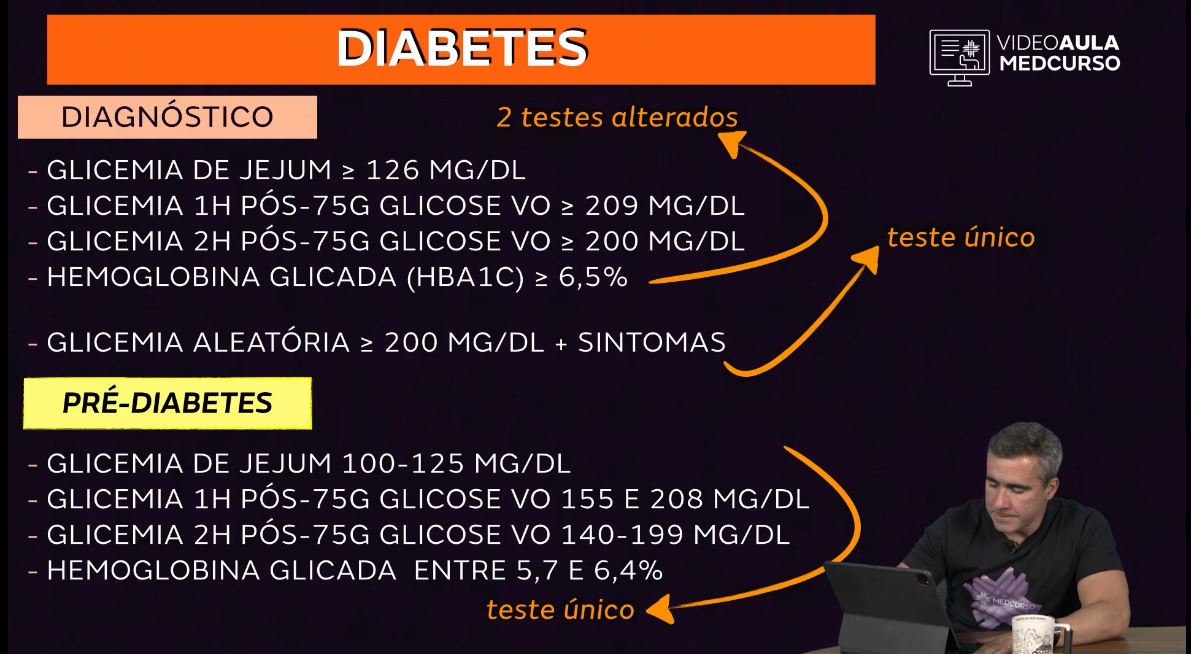 DIABETES
VIDEOAULA
MEDCURSO
DIAGNÓSTICO
2 testes alterados
- GLICEMIA DE JEJUM ≥ 126 MG/DL
- GLICEMIA 1H PÓS-75G GLICOSE VO ≥ 209 MG/DL
- GLICEMIA 2H PÓS-75G GLICOSE VO ≥ 200 MG/DL
teste único
- HEMOGLOBINA GLICADA (HBA1C) ≥ 6,5%
- GLICEMIA ALEATÓRIA ≥ 200 MG/DL + SINTOMAS
PRÉ-DIABETES
- GLICEMIA DE JEJUM 100-125 MG/DL
- GLICEMIA 1H PÓS-75G GLICOSE VO 155 E 208 MG/DL
- GLICEMIA 2H PÓS-75G GLICOSE VO 140-199 MG/DL
- HEMOGLOBINA GLICADA ENTRE 5,7 E 6,4%
teste único
MEDCURSO